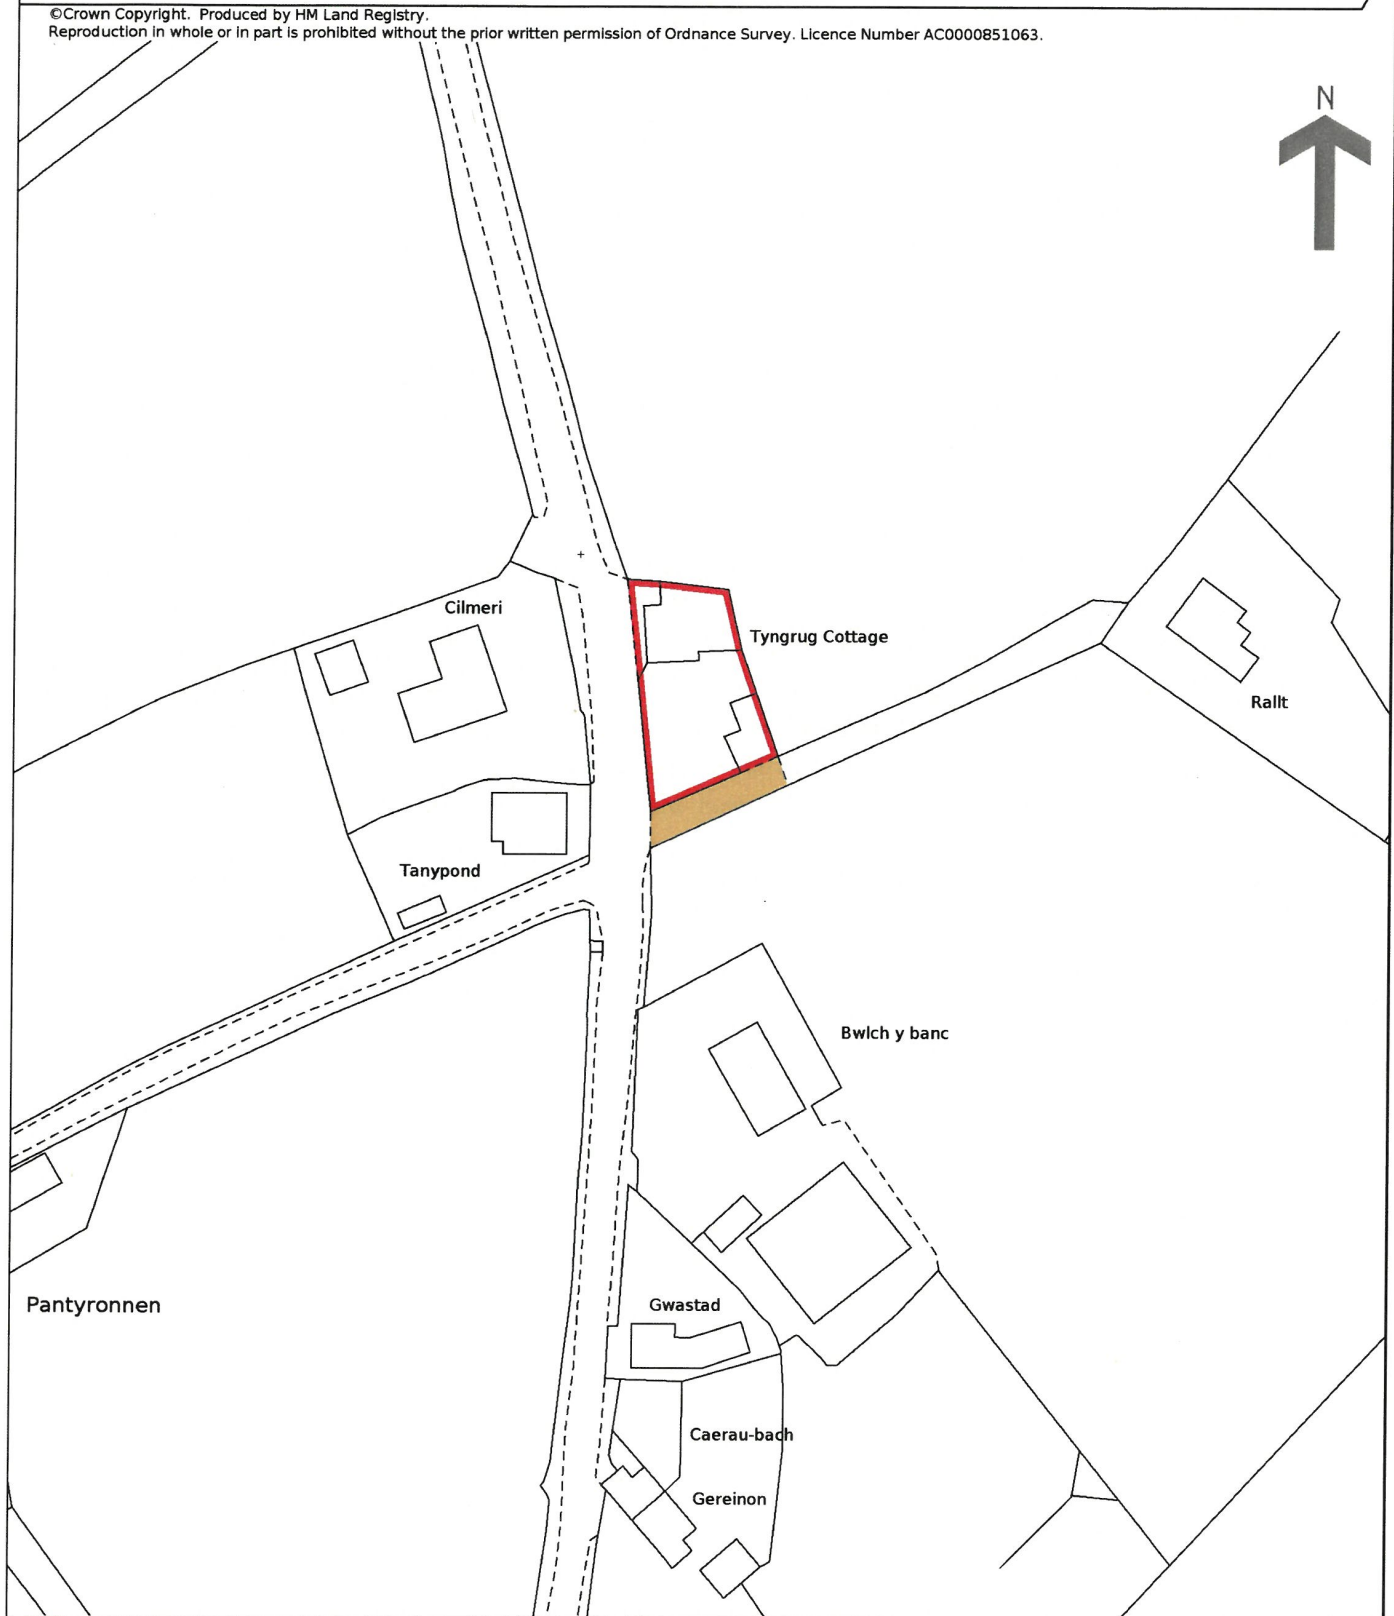 ©Crown Copyright. Produced by HM Land Registry.
Reproduction in whole or in part is prohibited without the prior written permission of Ordnance Survey. Licence Number AC0000851063.
N
Cilmeri
Tyngrug Cottage
Rallt
Tanypond
Bwlch y banc
Pantyronnen
Gwastad
Caerau-bach
Gereinon